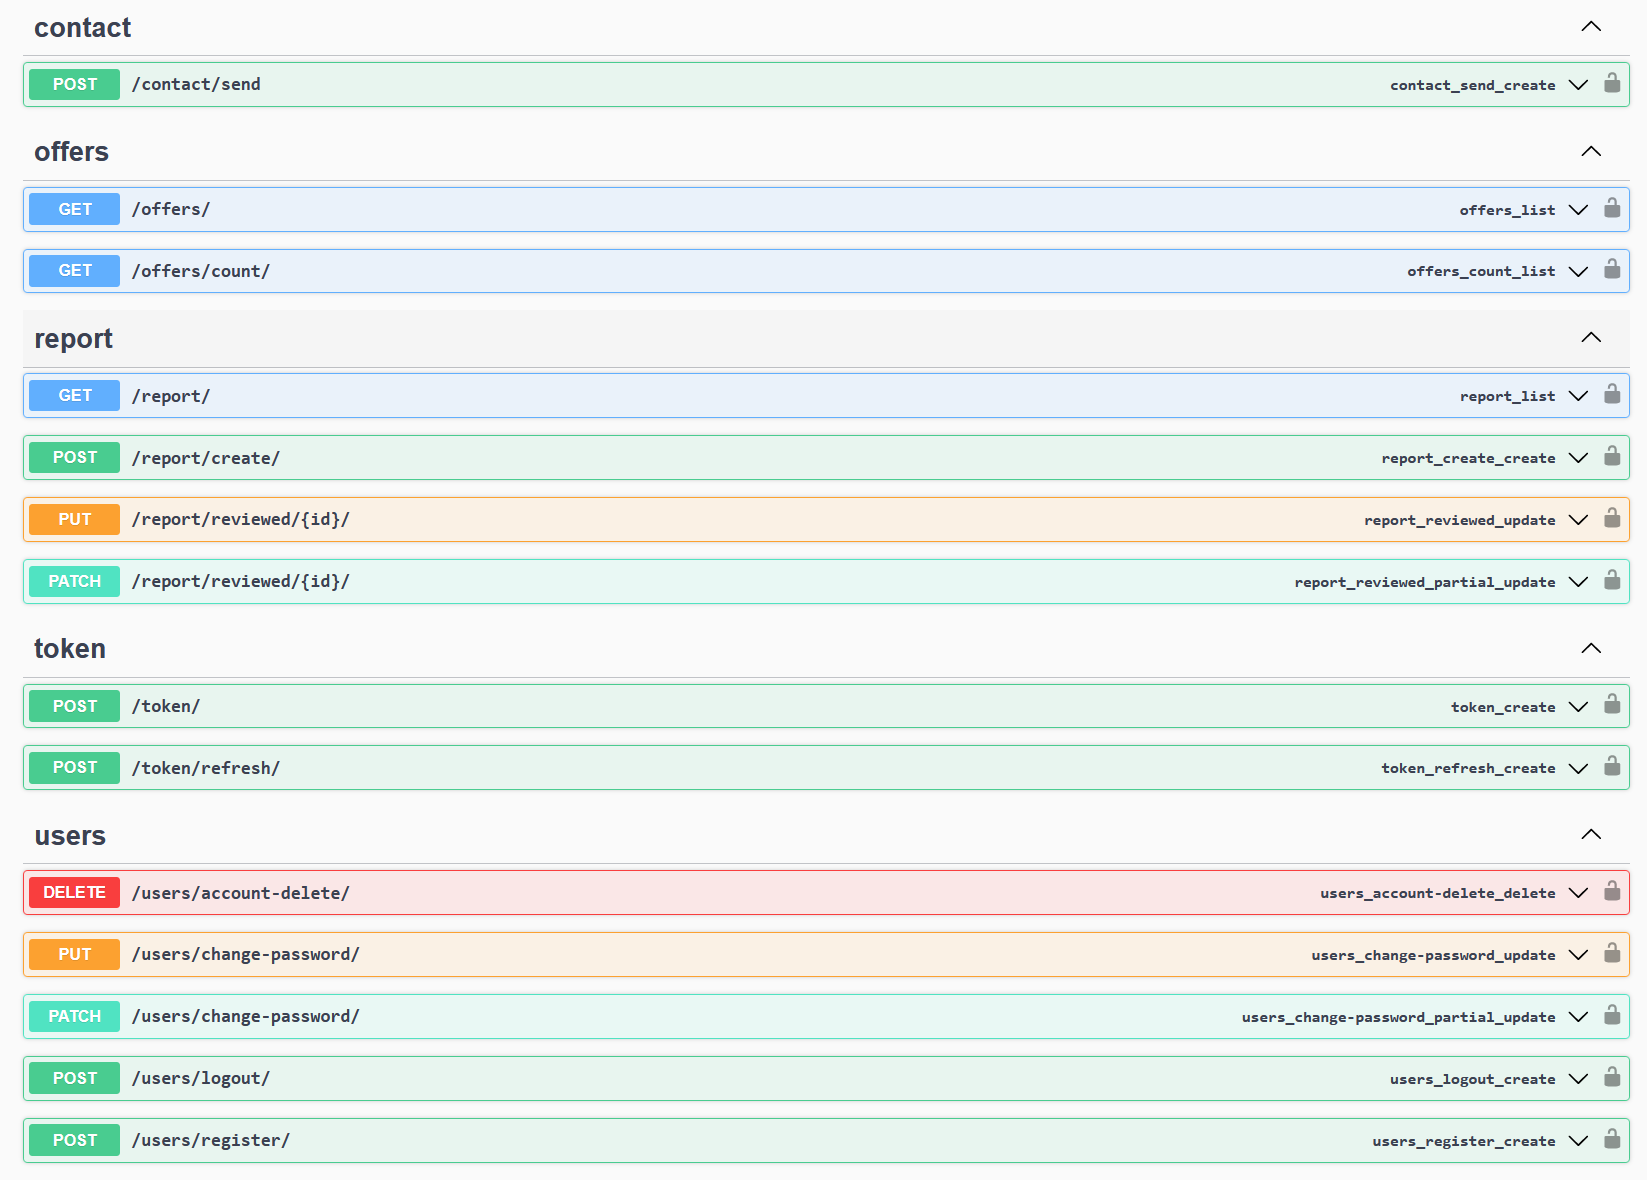 contact
POST /contact/send contact_send_create
offers
GET /offers/ offers_list
GET /offers/count/ offers_count_list
report
GET /report/ report_list
POST /report/create/ report_create_create
PUT /report/reviewed/{id}/ report_reviewed_update
PATCH /report/reviewed/{id}/ report_reviewed_partial_update
token
POST /token/ token_create
POST /token/refresh/ token_refresh_create
users
DELETE /users/account-delete/ users_account-delete_delete
PUT /users/change-password/ users_change-password_update
PATCH /users/change-password/ users_change-password_partial_update
POST /users/logout/ users_logout_create
POST /users/register/ users_register_create